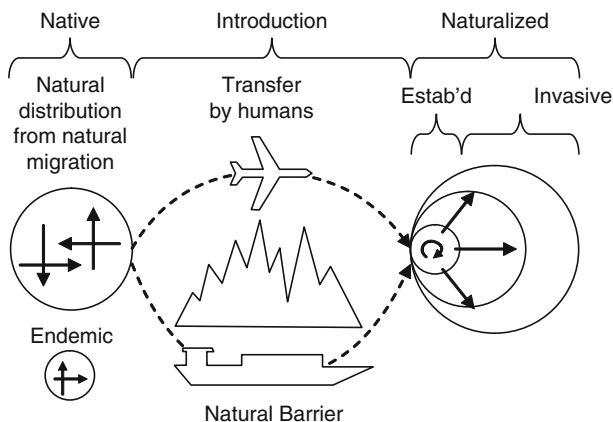 Native
Introduction
Naturalized
Natural
distribution
from natural
migration
Transfer
by humans
Estab'd
Invasive
Endemic
Natural Barrier